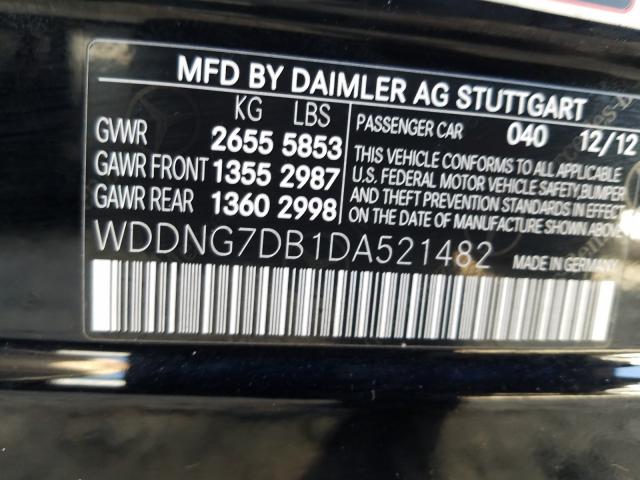 MFD BY DAIMLER AG STUTTGART
KG LBS
GVWR 2655 5853
GAWR FRONT 1355 2987
GAWR REAR 1360 2998
PASSENGER CAR 040 12/12
THIS VEHICLE CONFORMS TO ALL APPLICABLE
U.S. FEDERAL MOTOR VEHICLE SAFETY, BUMPER
AND THEFT PREVENTION STANDARDS IN EFFECT
ON THE DATE OF MANUFACTURE SHOWN ABOVE.
WDDNG7DB1DA521482 MADE IN GERMANY